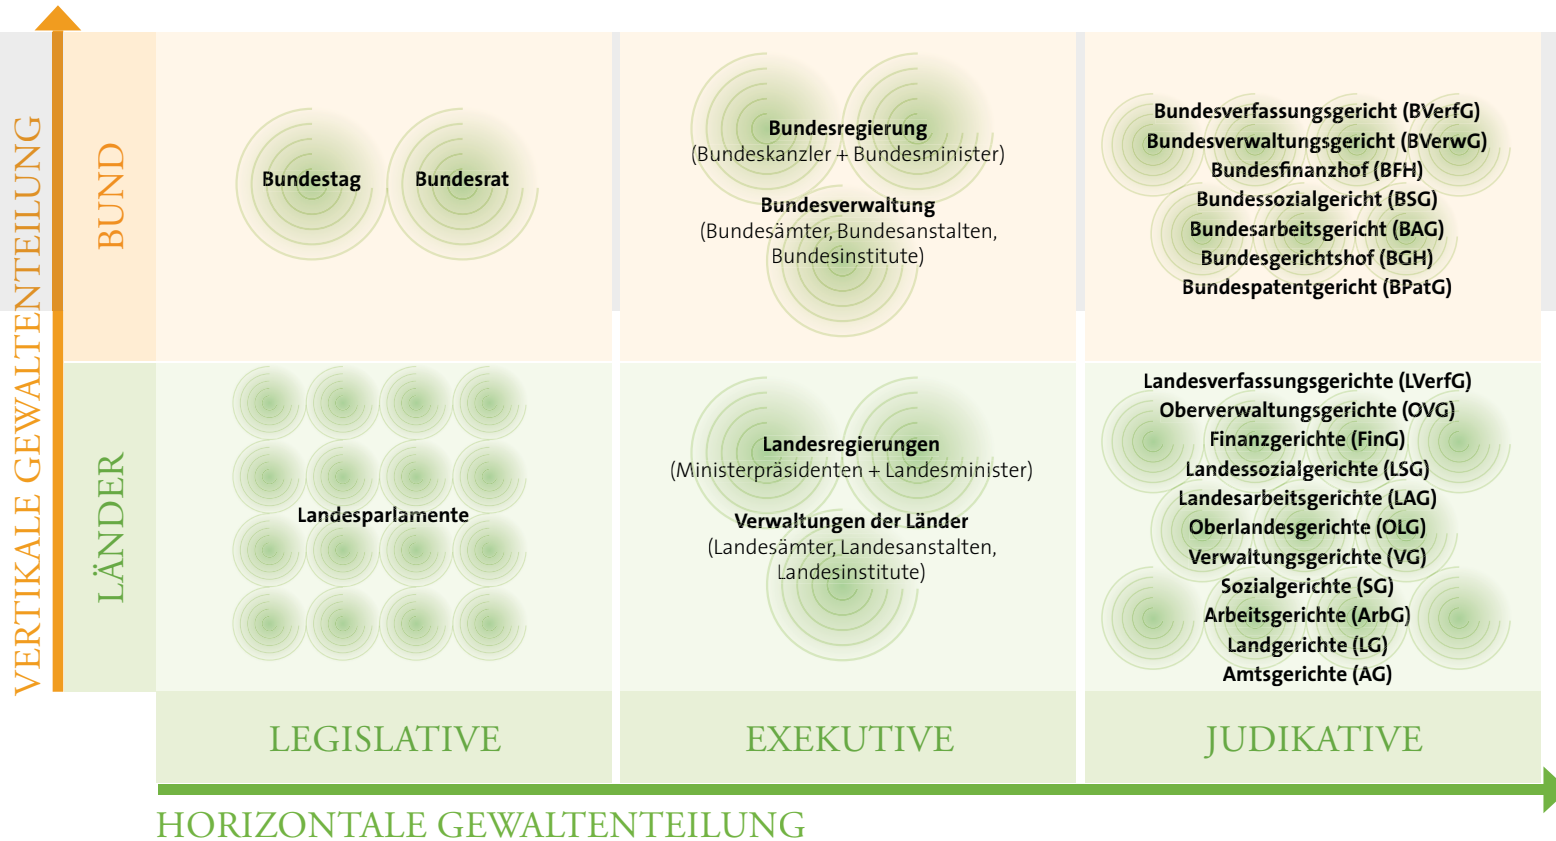 VERTIKALE GEWALTENTEILUNG
BUND
Bundestag
Bundesrat
Bundesregierung
(Bundeskanzler + Bundesminister)
Bundesverwaltung
(Bundesämter, Bundesanstalten,
Bundesinstitute)
Bundesverfassungsgericht (BVerfG)
Bundesverwaltungsgericht (BVerwG)
Bundesfinanzhof (BFH)
Bundessozialgericht (BSG)
Bundesarbeitsgericht (BAG)
Bundesgerichtshof (BGH)
Bundespatentgericht (BPatG)
LÄNDER
Landesparlamente
Landesregierungen
(Ministerpräsidenten + Landesminister)
Verwaltungen der Länder
(Landesämter, Landesanstalten,
Landesinstitute)
Landesverfassungsgerichte (LVerfG)
Oberverwaltungsgerichte (OVG)
Finanzgerichte (FinG)
Landessozialgerichte (LSG)
Landesarbeitsgerichte (LAG)
Oberlandesgerichte (OLG)
Verwaltungsgerichte (VG)
Sozialgerichte (SG)
Arbeitsgerichte (ArbG)
Landgerichte (LG)
Amtsgerichte (AG)
LEGISLATIVE
EXEKUTIVE
JUDIKATIVE
HORIZONTALE GEWALTENTEILUNG